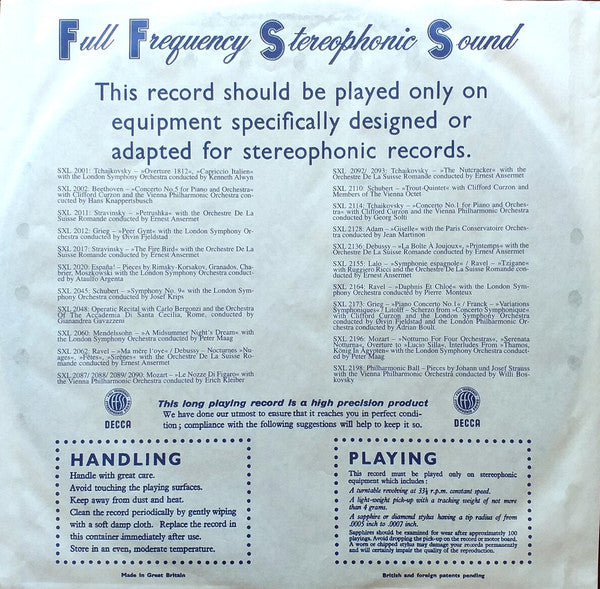 Full Frequency Stereophonic Sound
This record should be played only on
equipment specifically designed or
adapted for stereophonic records.
SXL 2001: Tchaikovsky – »Overture 1812«, »Capriccio Italien«
with the London Symphony Orchestra conducted by Kenneth Alwyn
SXL 2002: Beethoven – »Concerto No.5 for Piano and Orchestra«
with Clifford Curzon and the Vienna Philharmonic Orchestra con-
ducted by Hans Knappertsbusch
SXL 2011: Stravinsky – »Petrushka« with the Orchestre De La
Suisse Romande conducted by Ernest Ansermet
SXL 2012: Grieg – »Peer Gynt« with the London Symphony Or-
chestra conducted by Øivin Fjeldstad
SXL 2017: Stravinsky – »The Fire Bird« with the Orchestre De La
Suisse Romande conducted by Ernest Ansermet
SXL 2020: España! – Pieces by Rimsky-Korsakov, Granados, Cha-
brier, Moszkowski with the London Symphony Orchestra conduct-
ed by Ataulfo Argenta
SXL 2045: Schubert – »Symphony No. 9« with the London Sym-
phony Orchestra conducted by Josef Krips
SXL 2048: Operatic Recital with Carlo Bergonzi and the Orchestra
Of The Accademia Di Santa Cecilia, Rome, conducted by
Gianandrea Gavazzeni
SXL 2060: Mendelssohn – »A Midsummer Night's Dream« with
the London Symphony Orchestra conducted by Peter Maag
SXL 2062: Ravel – »Ma mère l'oye« / Debussy – Nocturnes »Nu-
ages«, »Fêtes«, »Sirènes« with the Orchestre De La Suisse Ro-
mande conducted by Ernest Ansermet
SXL 2087/ 2088/ 2089/ 2090: Mozart – »Le Nozze Di Figaro« with
the Vienna Philharmonic Orchestra conducted by Erich Kleiber
SXL 2092/ 2093: Tchaikovsky – »The Nutcracker« with the
Orchestre De La Suisse Romande conducted by Ernest Ansermet
SXL 2110: Schubert – »Trout-Quintet« with Clifford Curzon and
Members of The Vienna Octet
SXL 2114: Tchaikovsky – »Concerto No.1 for Piano and Orchest-
ra« with Clifford Curzon and the Vienna Philharmonic Orchestra
conducted by Georg Solti
SXL 2128: Adam – »Giselle« with the Paris Conservatoire Orchestra
conducted by Jean Martinon
SXL 2136: Debussy – »La Boîte À Joujoux«, »Printemps« with the
Orchestre De La Suisse Romande conducted by Ernest Ansermet
SXL 2155: Lalo – »Symphonie espagnole« / Ravel – »Tzigane«
with Ruggiero Ricci and the Orchestre De La Suisse Romande con-
ducted by Ernest Ansermet
SXL 2164: Ravel – »Daphnis Et Chloé« with the London Sym-
phony Orchestra conducted by Pierre Monteux
SXL 2173: Grieg – »Piano Concerto No.1« / Franck – »Variations
Symphoniques« / Litolff – Scherzo from »Concerto Symphonique«
with Clifford Curzon and the London Symphony Orchestra
conducted by Øivin Fjeldstad and the London Philharmonic Or-
chestra conducted by Adrian Boult
SXL 2196: Mozart – »Notturno For Four Orchestras«, »Serenata
Notturna«, Overture to »Lucio Silla«, Interludes From »Thamos,
König In Ägypten« with the London Symphony Orchestra conduct-
ed by Peter Maag
SXL 2198: Philharmonic Ball – Pieces by Johann und Josef Strauss
with the Vienna Philharmonic Orchestra conducted by Willi Bos-
kovsky
This long playing record is a high precision product
We have done our utmost to ensure that it reaches you in perfect condi-
tion; compliance with the following suggestions will help to keep it so.
ffss
DECCA
ffss
DECCA
HANDLING
Handle with great care.
Avoid touching the playing surfaces.
Keep away from dust and heat.
Clean the record periodically by gently wiping
with a soft damp cloth. Replace the record in
this container immediately after use.
Store in an even, moderate temperature.
PLAYING
This record must be played only on stereophonic
equipment which includes:
A turntable revolving at 33⅓ r.p.m. constant speed.
A light-weight pick-up with a tracking weight of not more
than 4 grams.
A sapphire or diamond stylus having a tip radius of from
.0005 inch to .0007 inch.
Sapphires should be examined for wear after approximately 100
playings. Avoid dropping the pick-up on the record or motor board.
A worn or chipped stylus may damage your records permanently
and will certainly impair the quality of the reproduction.
Made in Great Britain
British and foreign patents pending